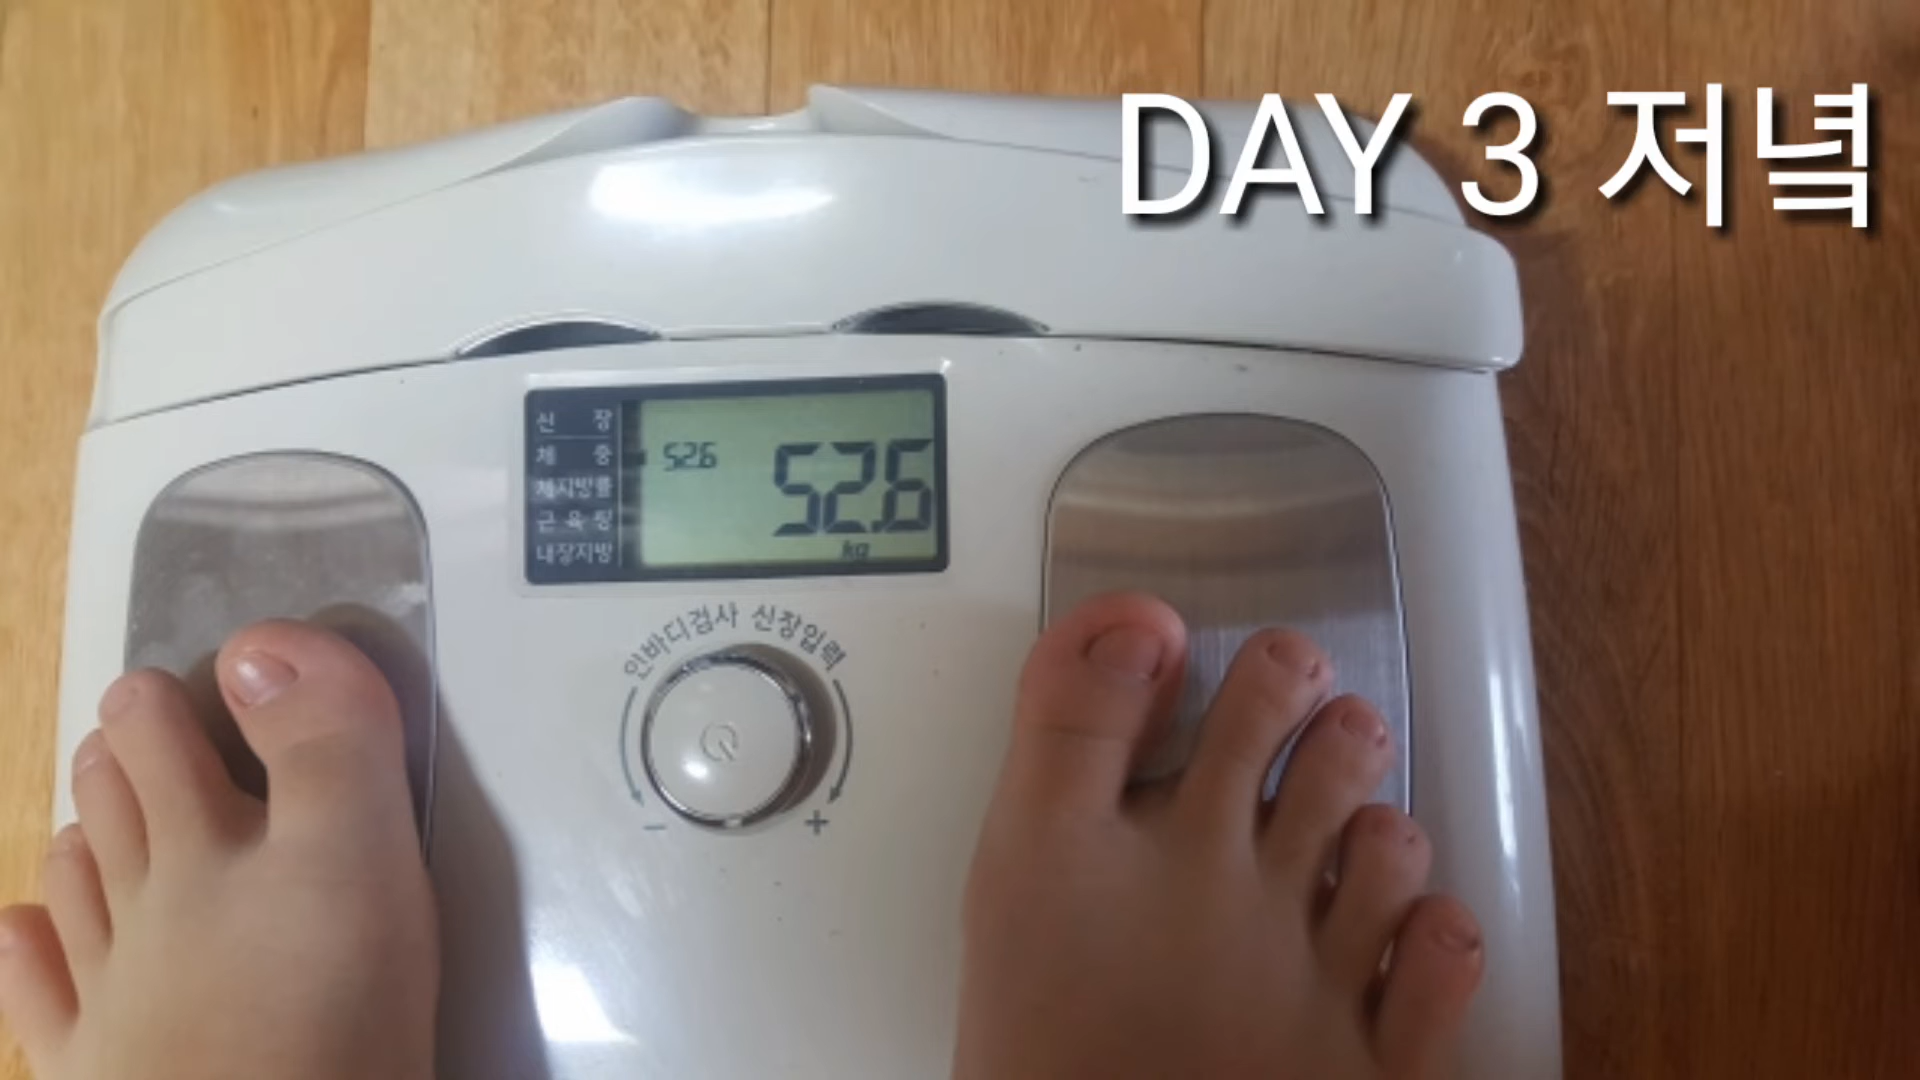 DAY 3 저녘
신 장
체 중
체지방률
근 육 량
내장지방
52.6
52.6
kg
인바디검사 신장입력
- +